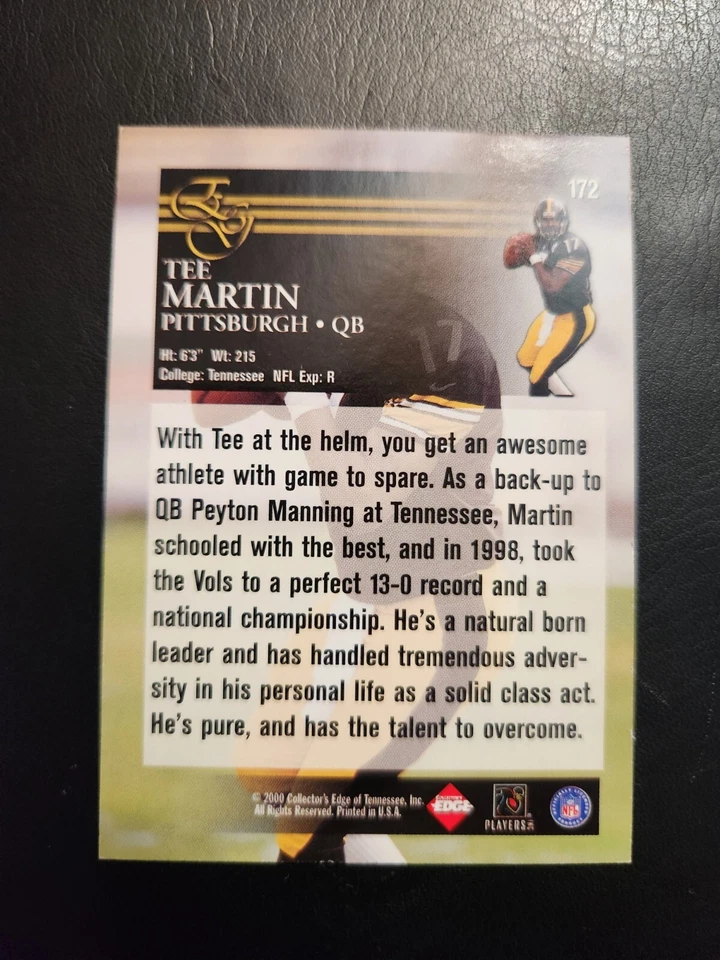 172
EG
TEE
MARTIN
PITTSBURGH • QB
Ht: 6'3" Wt: 215
College: Tennessee NFL Exp: R
17
17
With Tee at the helm, you get an awesome
athlete with game to spare. As a back-up to
QB Peyton Manning at Tennessee, Martin
schooled with the best, and in 1998, took
the Vols to a perfect 13-0 record and a
national championship. He's a natural born
leader and has handled tremendous adver-
sity in his personal life as a solid class act.
He's pure, and has the talent to overcome.
© 2000 Collector's Edge of Tennessee, Inc.
All Rights Reserved. Printed in U.S.A.
EDGE
PLAYERS INC
NFL